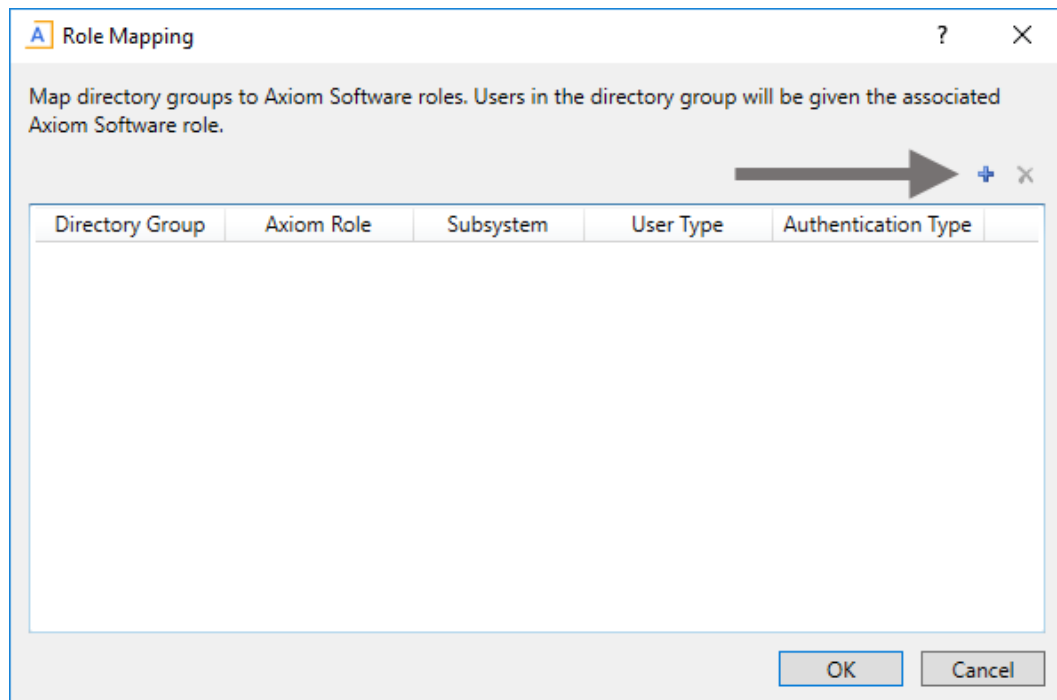 A Role Mapping ?
Map directory groups to Axiom Software roles. Users in the directory group will be given the associated
Axiom Software role.
Directory Group Axiom Role Subsystem User Type Authentication Type
OK Cancel